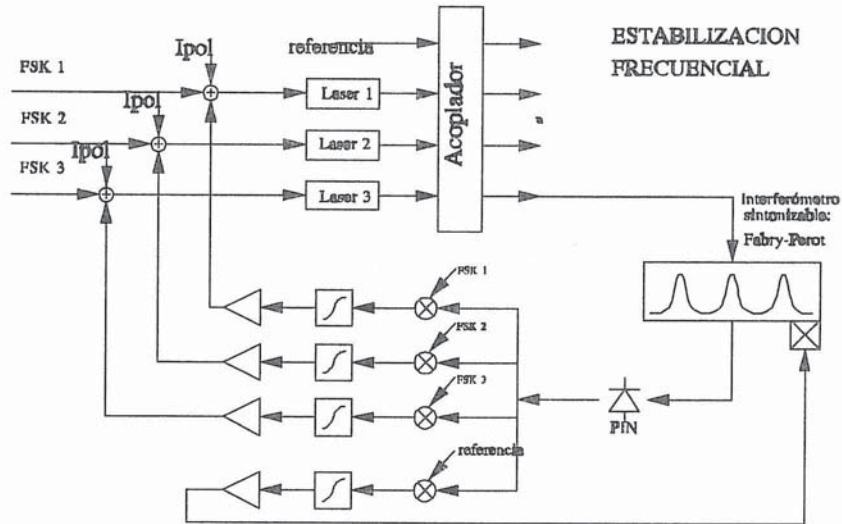 ESTABILIZACION
FRECUENCIAL
Ipol
referencia
FSK 1
Laser 1
Ipol
FSK 2
Laser 2
Ipol
FSK 3
Laser 3
Acoplador
Interferómetro
sintonizable:
Fabry-Perot
FSK 1
FSK 2
FSK 3
PIN
referencia